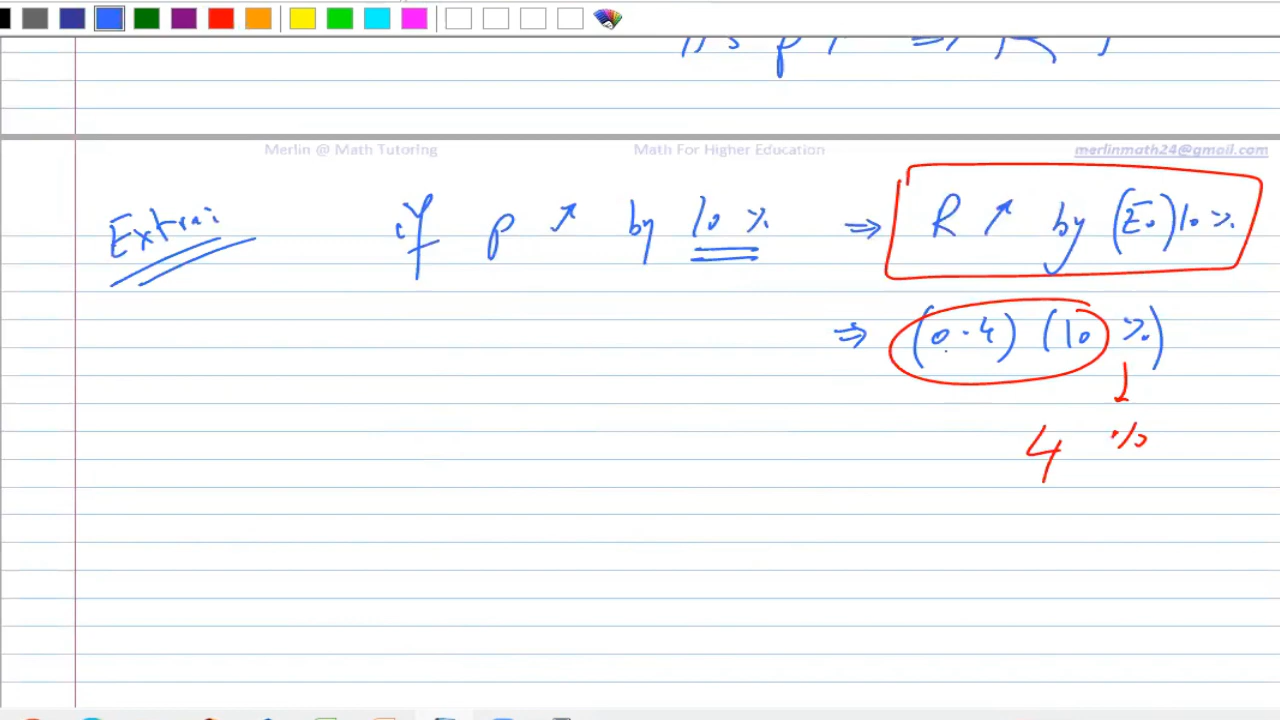 Merlin @ Math Tutoring Math For Higher Education merlinmath24@gmail.com
Extra: if p ↗ by 10 % ⇒ R ↗ by (E0) 10 %
⇒ (0.4) (10 %)
4 %